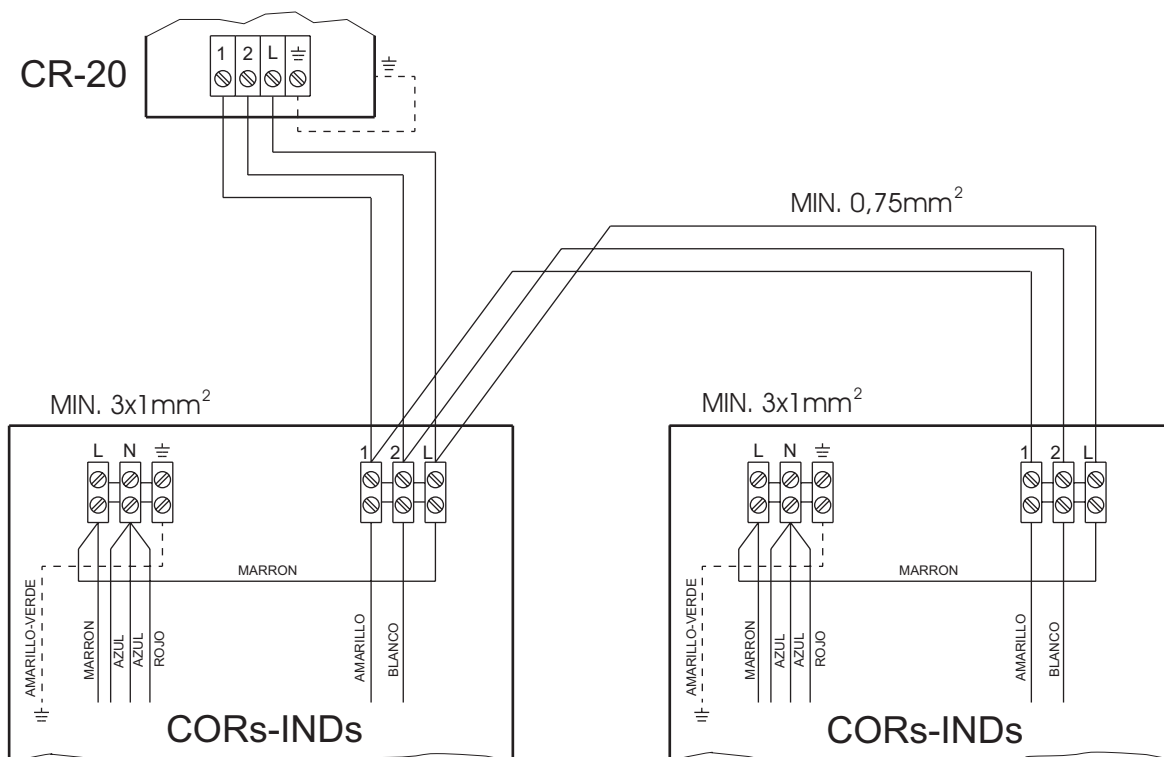 CR-20
1 2 L
MIN. 0,75mm²
MIN. 3x1mm²
L N
1 2 L
MARRON
AMARILLO-VERDE
MARRON
AZUL
AZUL
ROJO
AMARILLO
BLANCO
CORs-INDs
MIN. 3x1mm²
L N
1 2 L
MARRON
AMARILLO-VERDE
MARRON
AZUL
AZUL
ROJO
AMARILLO
BLANCO
CORs-INDs